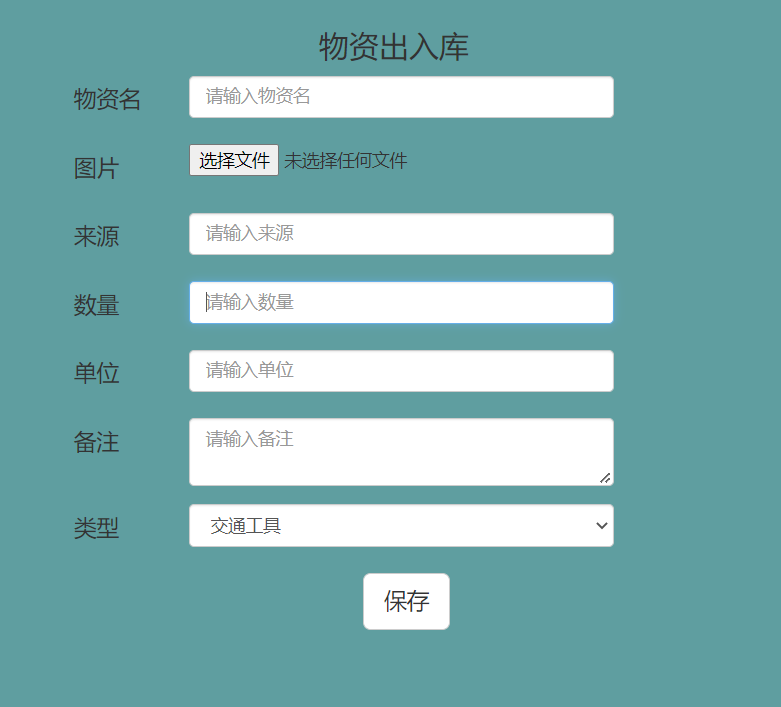 物资出入库
物资名 请输入物资名
图片 选择文件 未选择任何文件
来源 请输入来源
数量 请输入数量
单位 请输入单位
备注 请输入备注
类型 交通工具
保存